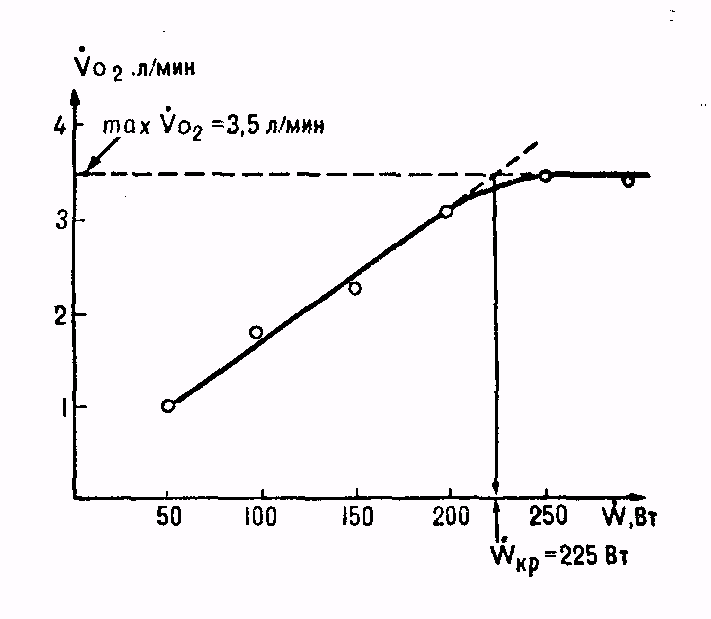 V̇O₂ .л/мин
4
max V̇O₂ =3,5 л/мин
3
2
1
50 100 150 200 250 Ẇ,Вт
Ẇкр=225 Вт